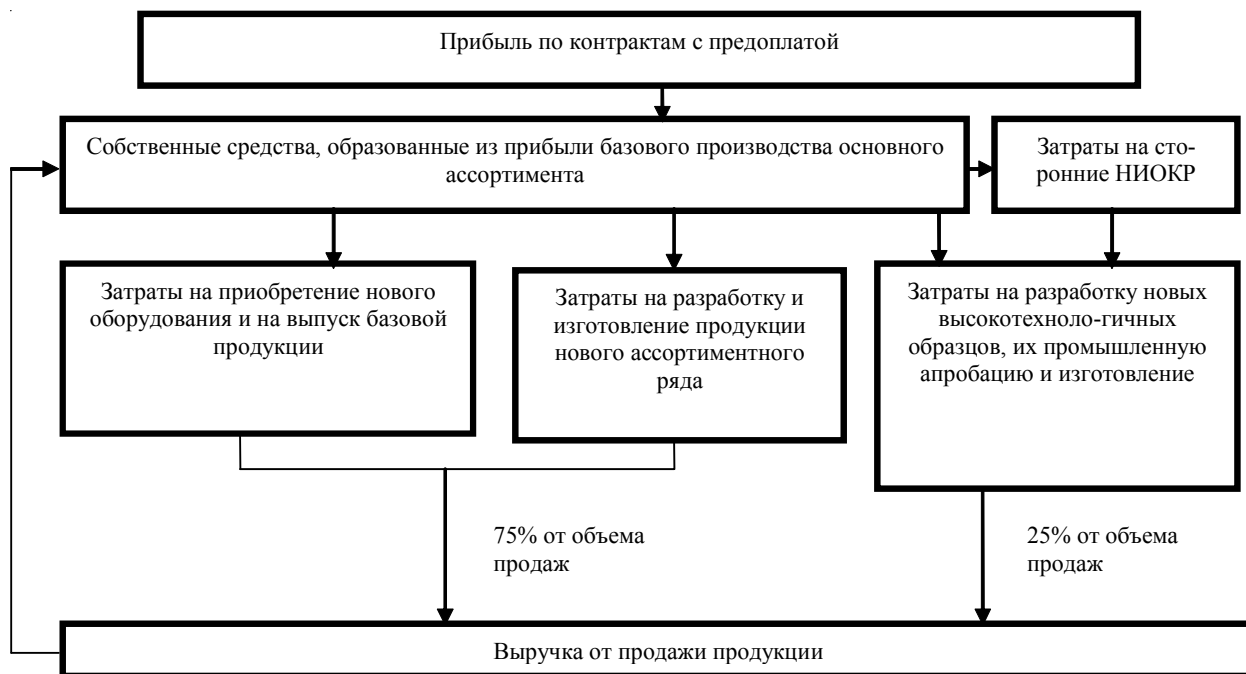 Прибыль по контрактам с предоплатой
Собственные средства, образованные из прибыли базового производства основного
ассортимента
Затраты на сто-
ронние НИОКР
Затраты на приобретение нового
оборудования и на выпуск базовой
продукции
Затраты на разработку и
изготовление продукции
нового ассортиментного
ряда
Затраты на разработку новых
высокотехноло-гичных
образцов, их промышленную
апробацию и изготовление
75% от объема
продаж
25% от объема
продаж
Выручка от продажи продукции